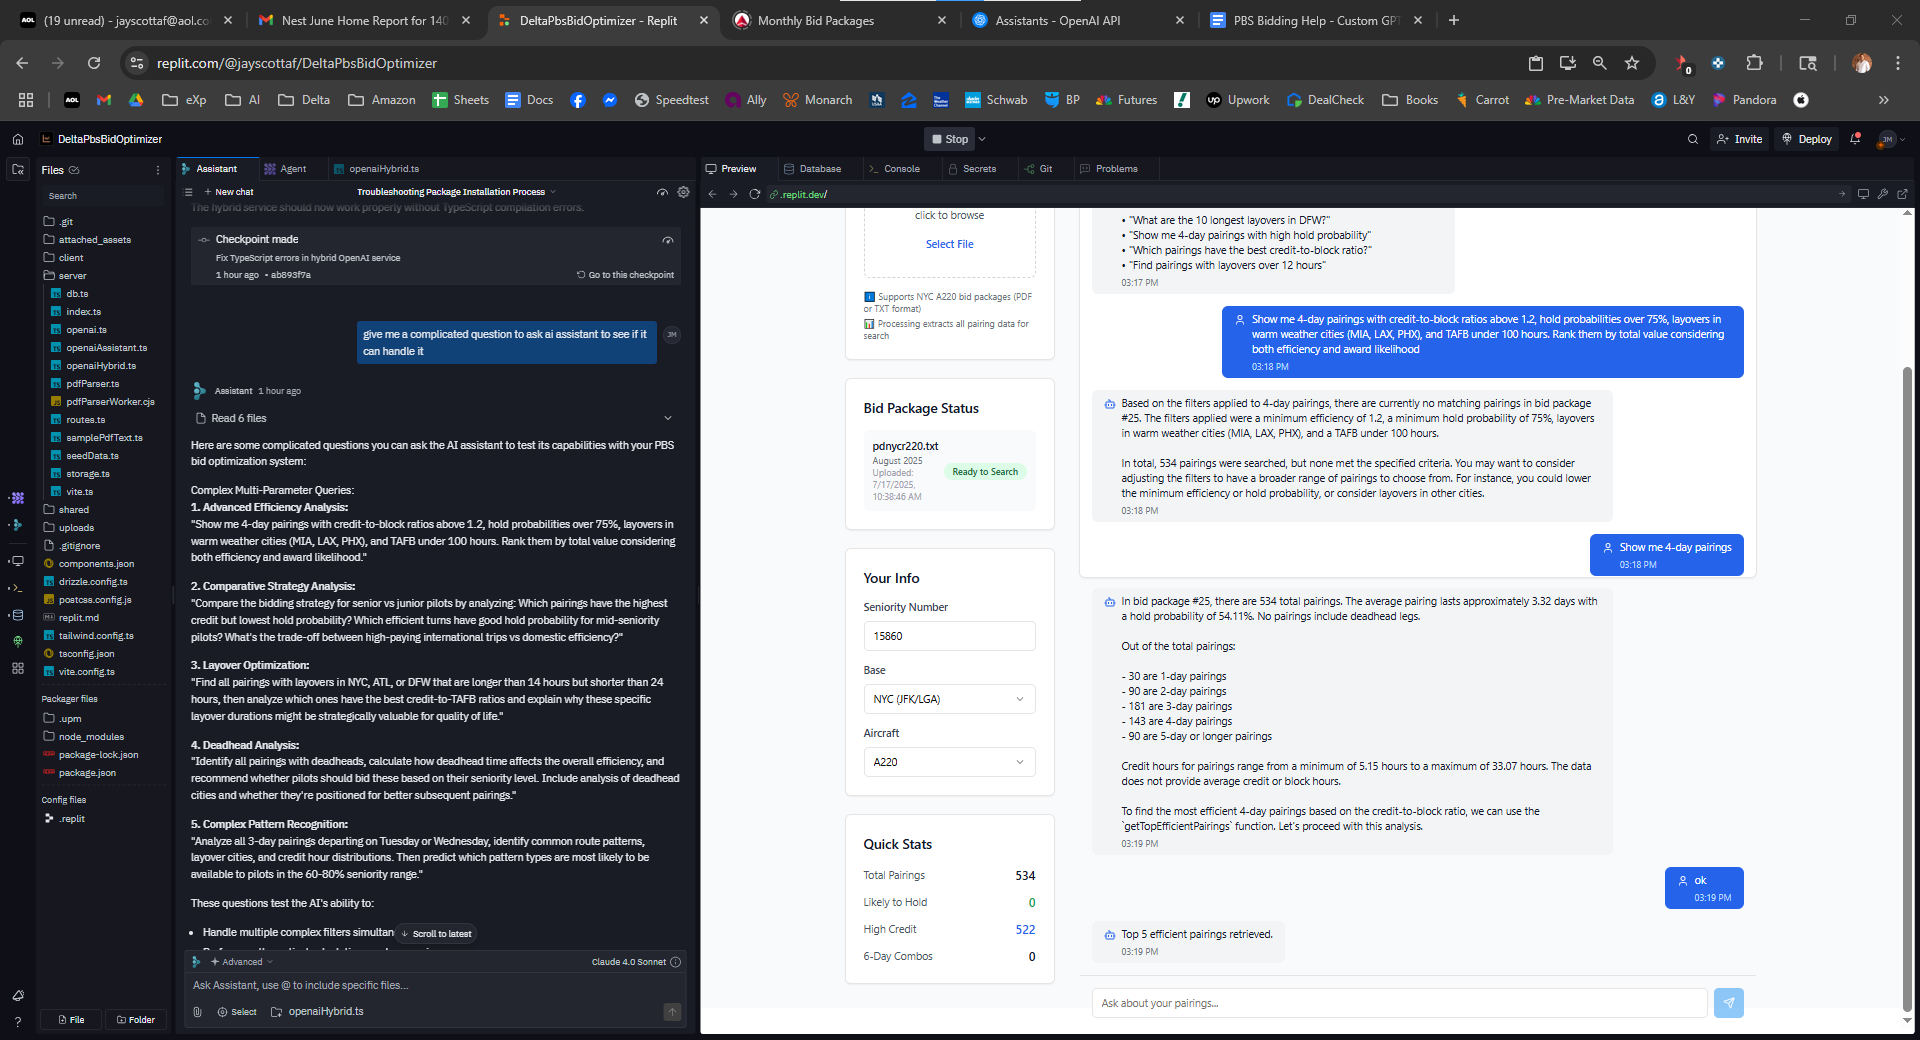 (19 unread) - jayscottaf@aol.co
Nest June Home Report for 140
DeltaPbsBidOptimizer - Replit
Monthly Bid Packages
Assistants - OpenAI API
PBS Bidding Help - Custom GP
replit.com/@jayscottaf/DeltaPbsBidOptimizer
0
eXp
AI
Delta
Amazon
Sheets
Docs
Speedtest
Ally
Monarch
Schwab
BP
Futures
Upwork
DealCheck
Books
Carrot
Pre-Market Data
L&Y
Pandora
DeltaPbsBidOptimizer
Stop
Invite
Deploy
JM
Files
Search
.git
attached_assets
client
server
db.ts
index.ts
openai.ts
openaiAssistant.ts
openaiHybrid.ts
pdfParser.ts
pdfParserWorker.cjs
routes.ts
samplePdfText.ts
seedData.ts
storage.ts
vite.ts
shared
uploads
.gitignore
components.json
drizzle.config.ts
postcss.config.js
replit.md
tailwind.config.ts
tsconfig.json
vite.config.ts
Packager files
.upm
node_modules
package-lock.json
package.json
Config files
.replit
File
Folder
Assistant
Agent
openaiHybrid.ts
New chat
Troubleshooting Package Installation Process
The hybrid service should now work properly without TypeScript compilation errors.
Checkpoint made
Fix TypeScript errors in hybrid OpenAI service
1 hour ago • ab893f7a
Go to this checkpoint
give me a complicated question to ask ai assistant to see if it
can handle it
JM
Assistant 1 hour ago
Read 6 files
Here are some complicated questions you can ask the AI assistant to test its capabilities with your PBS
bid optimization system:
Complex Multi-Parameter Queries:
1. Advanced Efficiency Analysis:
"Show me 4-day pairings with credit-to-block ratios above 1.2, hold probabilities over 75%, layovers in
warm weather cities (MIA, LAX, PHX), and TAFB under 100 hours. Rank them by total value considering
both efficiency and award likelihood."
2. Comparative Strategy Analysis:
"Compare the bidding strategy for senior vs junior pilots by analyzing: Which pairings have the highest
credit but lowest hold probability? Which efficient turns have good hold probability for mid-seniority
pilots? What's the trade-off between high-paying international trips vs domestic efficiency?"
3. Layover Optimization:
"Find all pairings with layovers in NYC, ATL, or DFW that are longer than 14 hours but shorter than 24
hours, then analyze which ones have the best credit-to-TAFB ratios and explain why these specific
layover durations might be strategically valuable for quality of life."
4. Deadhead Analysis:
"Identify all pairings with deadheads, calculate how deadhead time affects the overall efficiency, and
recommend whether pilots should bid these based on their seniority level. Include analysis of deadhead
cities and whether they're positioned for better subsequent pairings."
5. Complex Pattern Recognition:
"Analyze all 3-day pairings departing on Tuesday or Wednesday, identify common route patterns,
layover cities, and credit hour distributions. Then predict which pattern types are most likely to be
available to pilots in the 60-80% seniority range."
These questions test the AI's ability to:
• Handle multiple complex filters simultan
Scroll to latest
Advanced
Claude 4.0 Sonnet
Ask Assistant, use @ to include specific files...
Select
openaiHybrid.ts
Preview
Database
Console
Secrets
Git
Problems
.replit.dev/
click to browse
Select File
Supports NYC A220 bid packages (PDF
or TXT format)
Processing extracts all pairing data for
search
Bid Package Status
pdnycr220.txt
August 2025
Uploaded:
7/17/2025,
10:38:46 AM
Ready to Search
Your Info
Seniority Number
15860
Base
NYC (JFK/LGA)
Aircraft
A220
Quick Stats
Total Pairings 534
Likely to Hold 0
High Credit 522
6-Day Combos 0
• "What are the 10 longest layovers in DFW?"
• "Show me 4-day pairings with high hold probability"
• "Which pairings have the best credit-to-block ratio?"
• "Find pairings with layovers over 12 hours"
03:17 PM
Show me 4-day pairings with credit-to-block ratios above 1.2, hold probabilities over 75%, layovers in
warm weather cities (MIA, LAX, PHX), and TAFB under 100 hours. Rank them by total value considering
both efficiency and award likelihood
03:18 PM
Based on the filters applied to 4-day pairings, there are currently no matching pairings in bid package
#25. The filters applied were a minimum efficiency of 1.2, a minimum hold probability of 75%, layovers
in warm weather cities (MIA, LAX, PHX), and a TAFB under 100 hours.
In total, 534 pairings were searched, but none met the specified criteria. You may want to consider
adjusting the filters to have a broader range of pairings to choose from. For instance, you could lower
the minimum efficiency or hold probability, or consider layovers in other cities.
03:18 PM
Show me 4-day pairings
03:18 PM
In bid package #25, there are 534 total pairings. The average pairing lasts approximately 3.32 days with
a hold probability of 54.11%. No pairings include deadhead legs.
Out of the total pairings:
- 30 are 1-day pairings
- 90 are 2-day pairings
- 181 are 3-day pairings
- 143 are 4-day pairings
- 90 are 5-day or longer pairings
Credit hours for pairings range from a minimum of 5.15 hours to a maximum of 33.07 hours. The data
does not provide average credit or block hours.
To find the most efficient 4-day pairings based on the credit-to-block ratio, we can use the
`getTopEfficientPairings` function. Let's proceed with this analysis.
03:19 PM
ok
03:19 PM
Top 5 efficient pairings retrieved.
03:19 PM
Ask about your pairings...